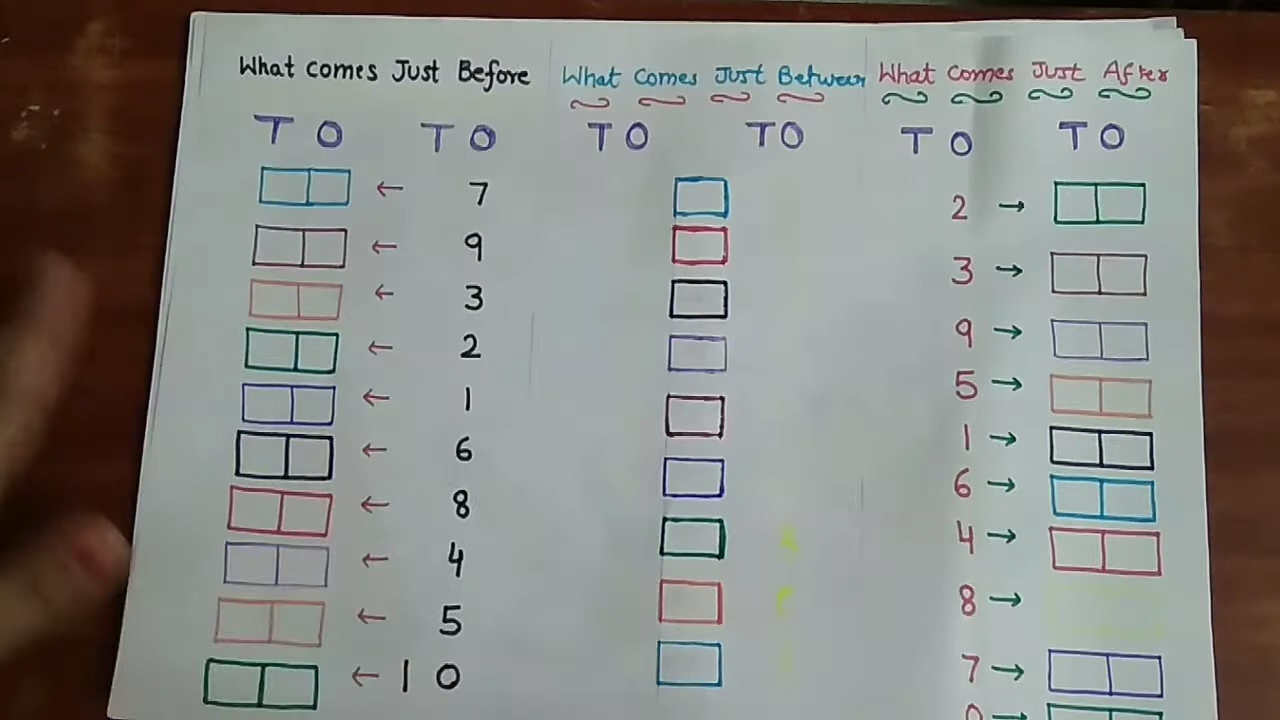 What comes Just Before What Comes Just Between What Comes Just After
T O T O T O T O T O T O
← 7 2 →
← 9 3 →
← 3 9 →
← 2 5 →
← 1 1 →
← 6 6 →
← 8 4 →
← 4 8 →
← 5 7 →
← 1 0